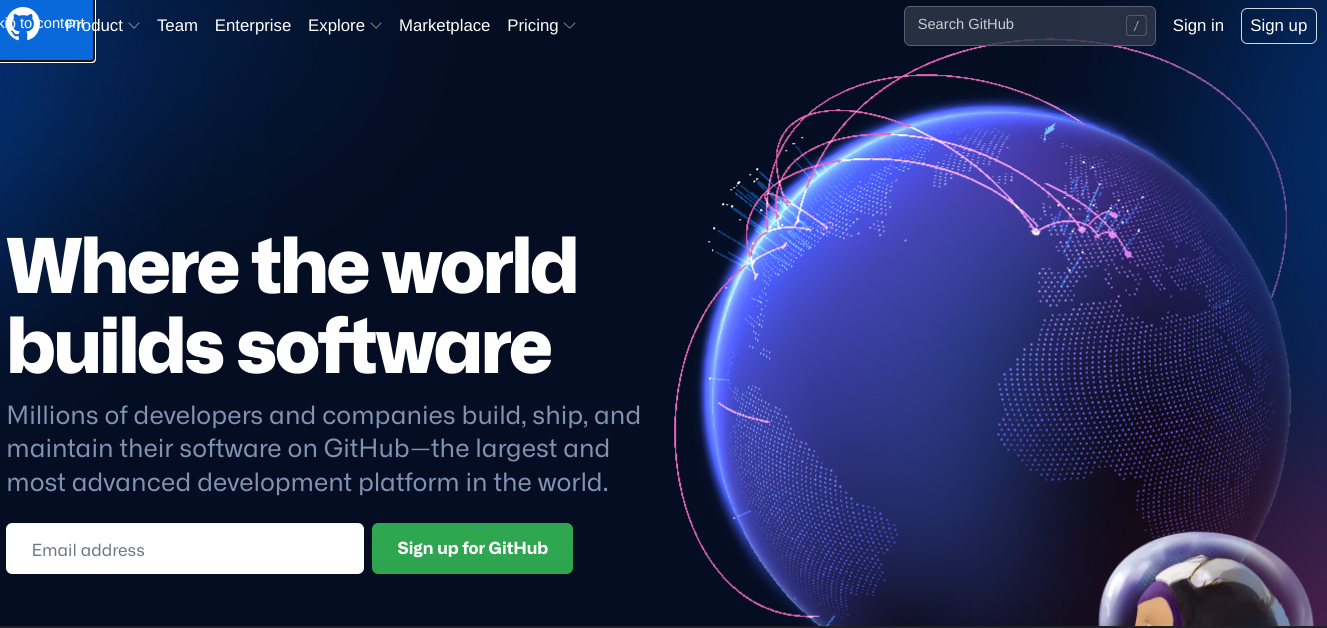 kip to content
Product
Team
Enterprise
Explore
Marketplace
Pricing
Search GitHub
/
Sign in
Sign up
Where the world
builds software
Millions of developers and companies build, ship, and
maintain their software on GitHub—the largest and
most advanced development platform in the world.
Email address
Sign up for GitHub